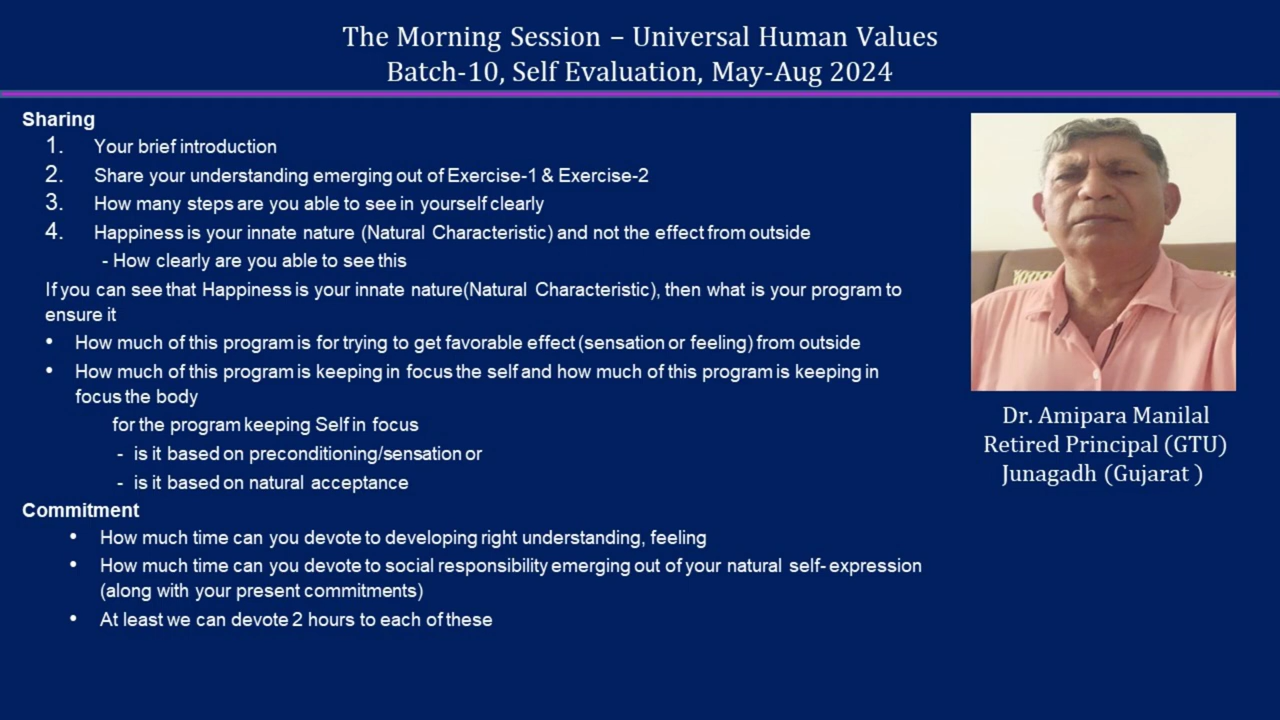 The Morning Session – Universal Human Values
Batch-10, Self Evaluation, May-Aug 2024
Sharing
1. Your brief introduction
2. Share your understanding emerging out of Exercise-1 & Exercise-2
3. How many steps are you able to see in yourself clearly
4. Happiness is your innate nature (Natural Characteristic) and not the effect from outside
- How clearly are you able to see this
If you can see that Happiness is your innate nature(Natural Characteristic), then what is your program to
ensure it
• How much of this program is for trying to get favorable effect (sensation or feeling) from outside
• How much of this program is keeping in focus the self and how much of this program is keeping in
focus the body
for the program keeping Self in focus
- is it based on preconditioning/sensation or
- is it based on natural acceptance
Commitment
• How much time can you devote to developing right understanding, feeling
• How much time can you devote to social responsibility emerging out of your natural self-expression
(along with your present commitments)
• At least we can devote 2 hours to each of these
Dr. Amipara Manilal
Retired Principal (GTU)
Junagadh (Gujarat )